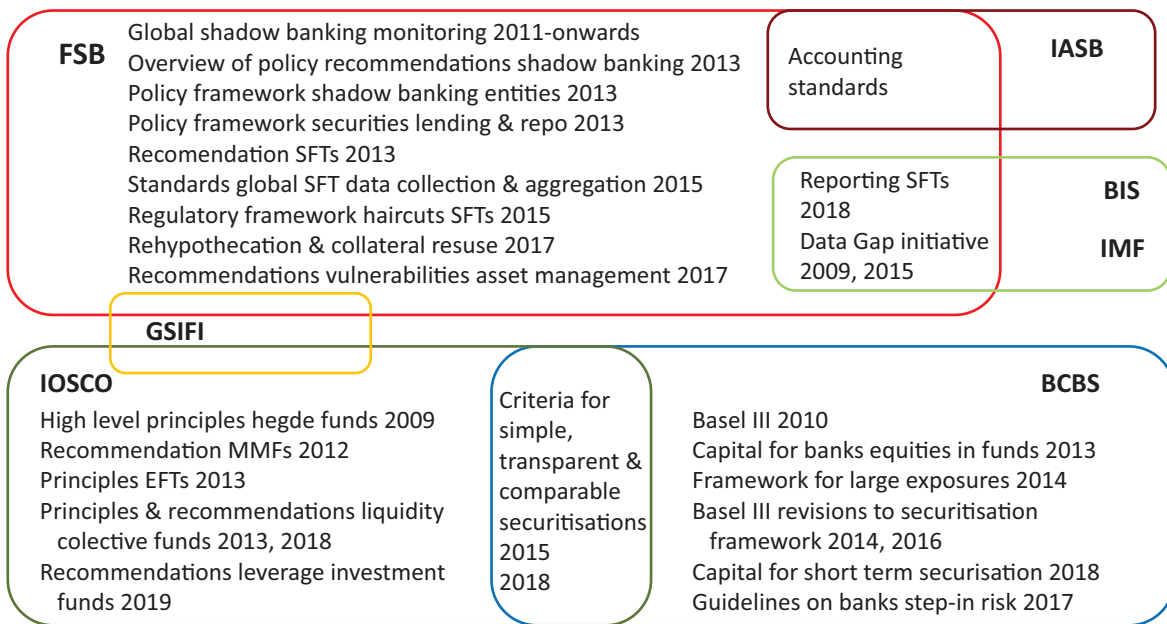 FSB
Global shadow banking monitoring 2011-onwards
Overview of policy recommendations shadow banking 2013
Policy framework shadow banking entities 2013
Policy framework securities lending & repo 2013
Recomendation SFTs 2013
Standards global SFT data collection & aggregation 2015
Regulatory framework haircuts SFTs 2015
Rehypothecation & collateral resuse 2017
Recommendations vulnerabilities asset management 2017
Accounting
standards
IASB
Reporting SFTs
2018
Data Gap initiative
2009, 2015
BIS
IMF
GSIFI
IOSCO
High level principles hegde funds 2009
Recommendation MMFs 2012
Principles EFTs 2013
Principles & recommendations liquidity
colective funds 2013, 2018
Recommendations leverage investment
funds 2019
Criteria for
simple,
transparent &
comparable
securitisations
2015
2018
BCBS
Basel III 2010
Capital for banks equities in funds 2013
Framework for large exposures 2014
Basel III revisions to securitisation
framework 2014, 2016
Capital for short term securisation 2018
Guidelines on banks step-in risk 2017